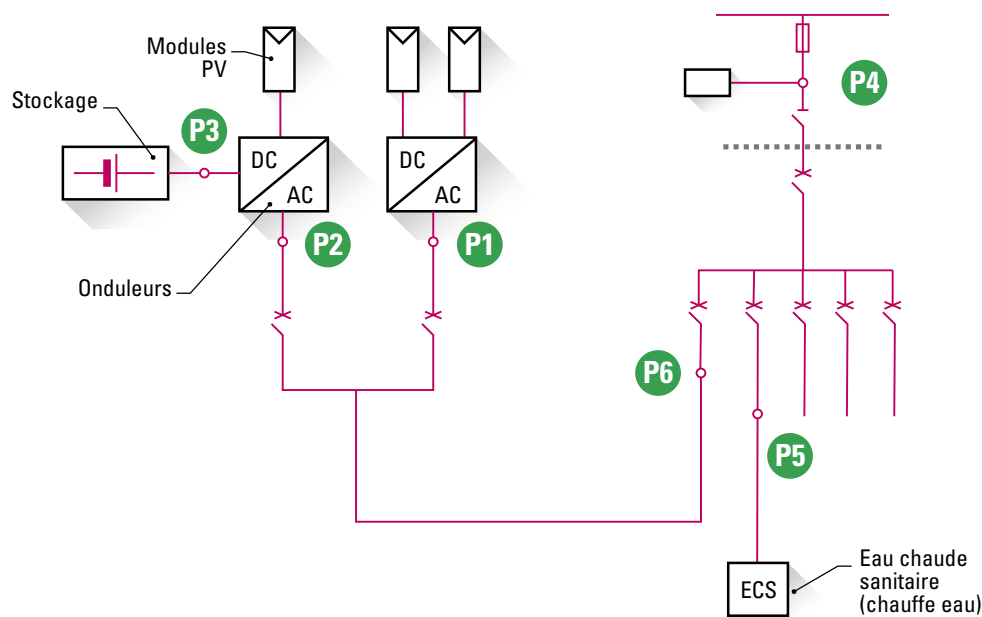 Modules
PV
Stockage
P3
DC
AC
DC
AC
P4
P2
P1
Onduleurs
P6
P5
ECS
Eau chaude
sanitaire
(chauffe eau)